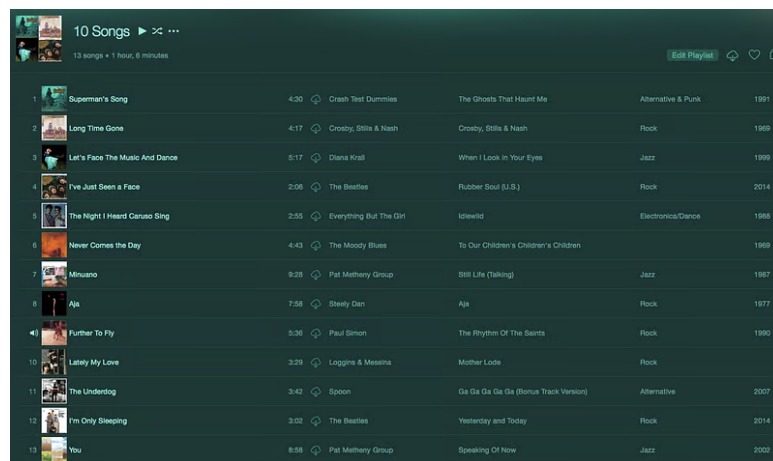 10 Songs
13 songs • 1 hour, 6 minutes
Edit Playlist
1 Superman's Song 4:30 Crash Test Dummies The Ghosts That Haunt Me Alternative & Punk 1991
2 Long Time Gone 4:17 Crosby, Stills & Nash Crosby, Stills & Nash Rock 1969
3 Let's Face The Music And Dance 5:17 Diana Krall When I Look in Your Eyes Jazz 1999
4 I've Just Seen a Face 2:06 The Beatles Rubber Soul (U.S.) Rock 2014
5 The Night I Heard Caruso Sing 2:55 Everything But The Girl Idlewild Electronica/Dance 1988
6 Never Comes the Day 4:43 The Moody Blues To Our Children's Children's Children 1969
7 Minuano 9:28 Pat Metheny Group Still Life (Talking) Jazz 1987
8 Aja 7:58 Steely Dan Aja Rock 1977
Further To Fly 5:36 Paul Simon The Rhythm Of The Saints Rock 1990
10 Lately My Love 3:29 Loggins & Messina Mother Lode Rock
11 The Underdog 3:42 Spoon Ga Ga Ga Ga Ga (Bonus Track Version) Alternative 2007
12 I'm Only Sleeping 3:02 The Beatles Yesterday and Today Rock 2014
13 You 8:58 Pat Metheny Group Speaking Of Now Jazz 2002